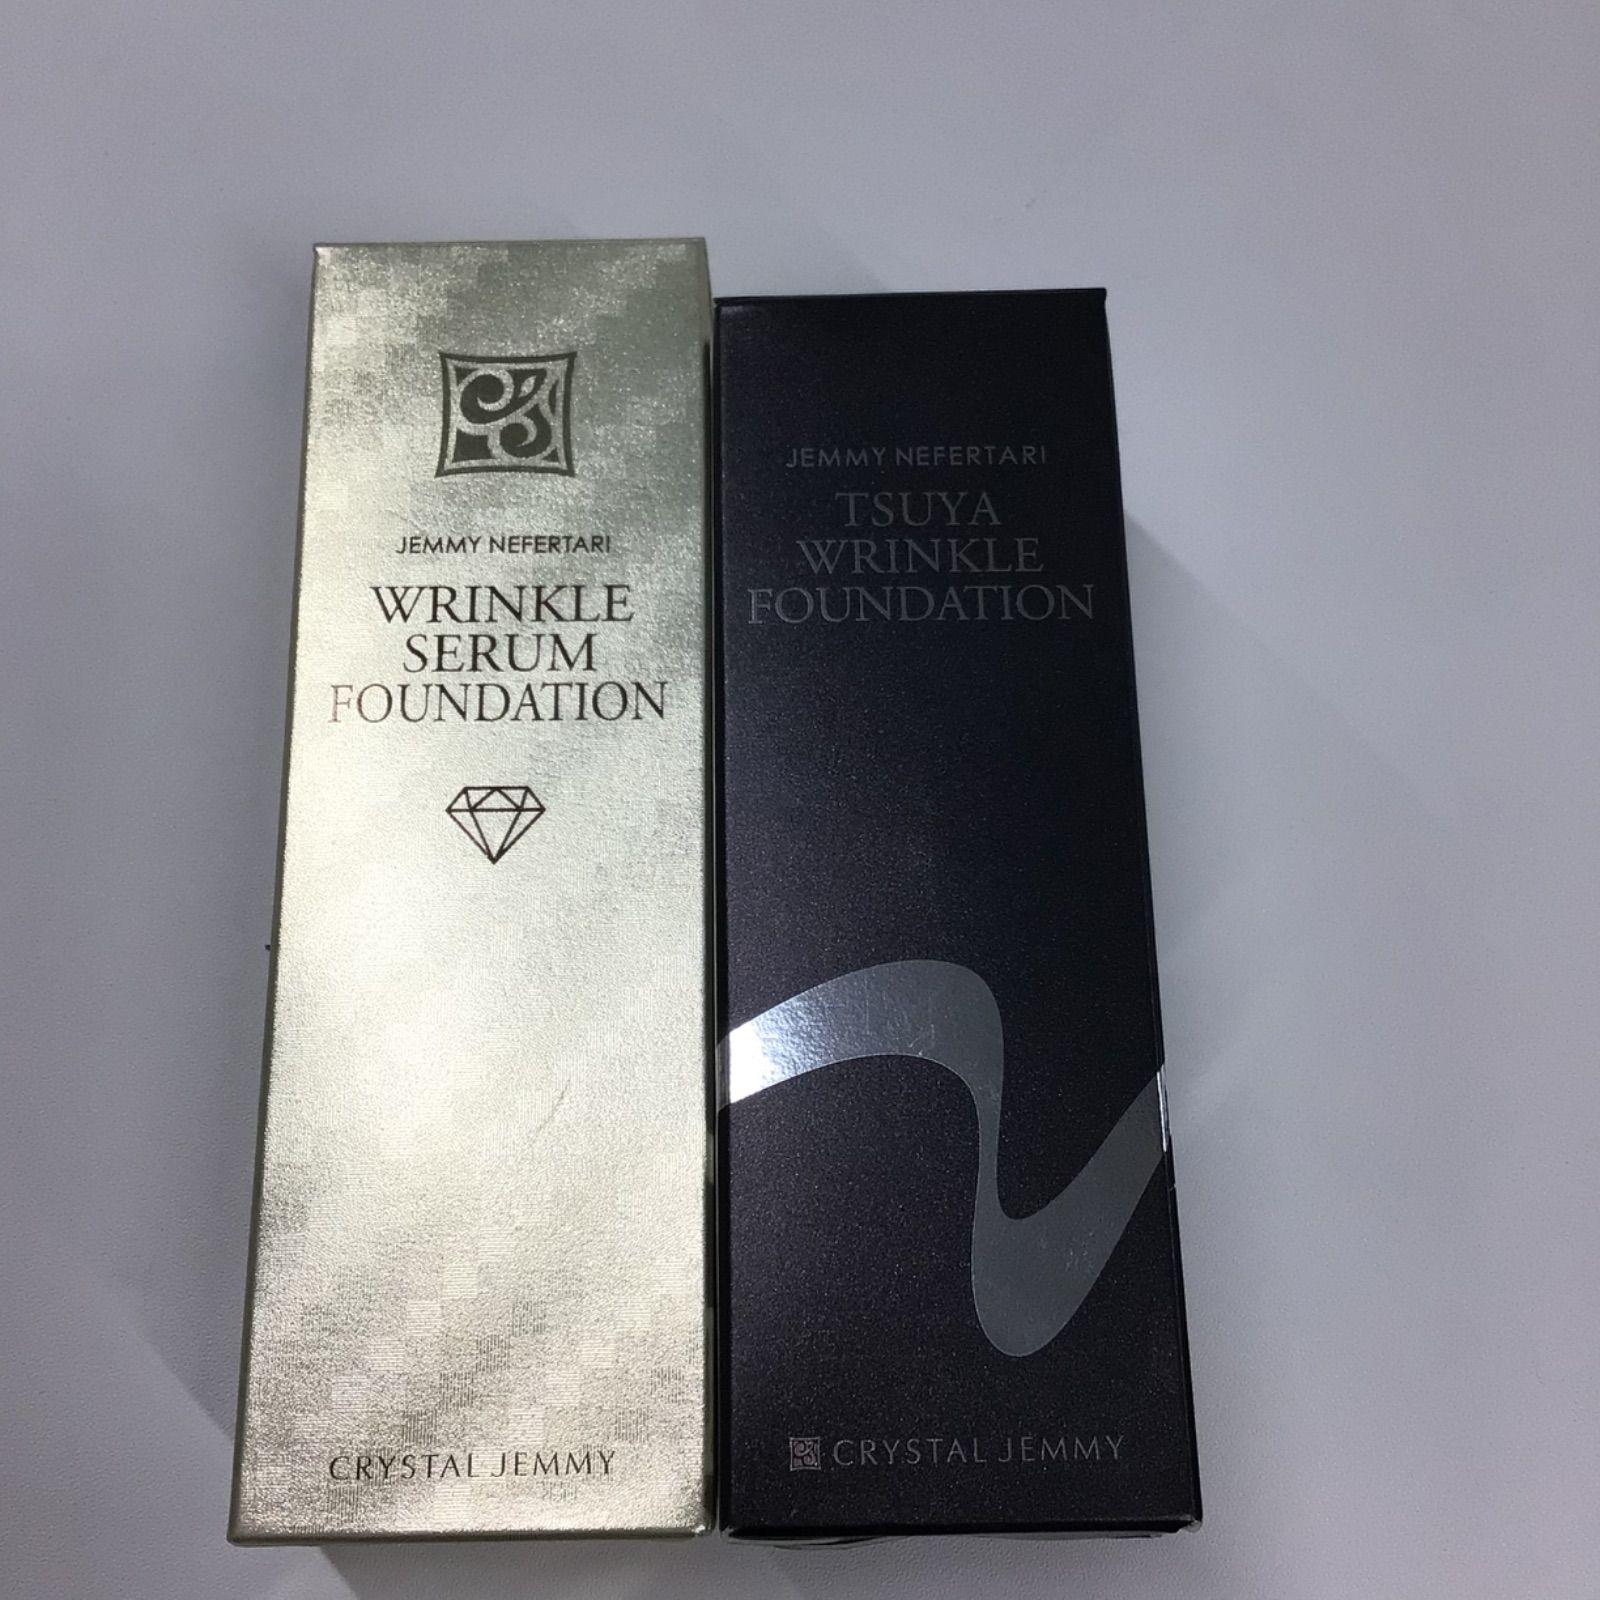 JEMMY NEFERTARI
WRINKLE
SERUM
FOUNDATION
CRYSTAL JEMMY
JEMMY NEFERTARI
TSUYA
WRINKLE
FOUNDATION
CRYSTAL JEMMY